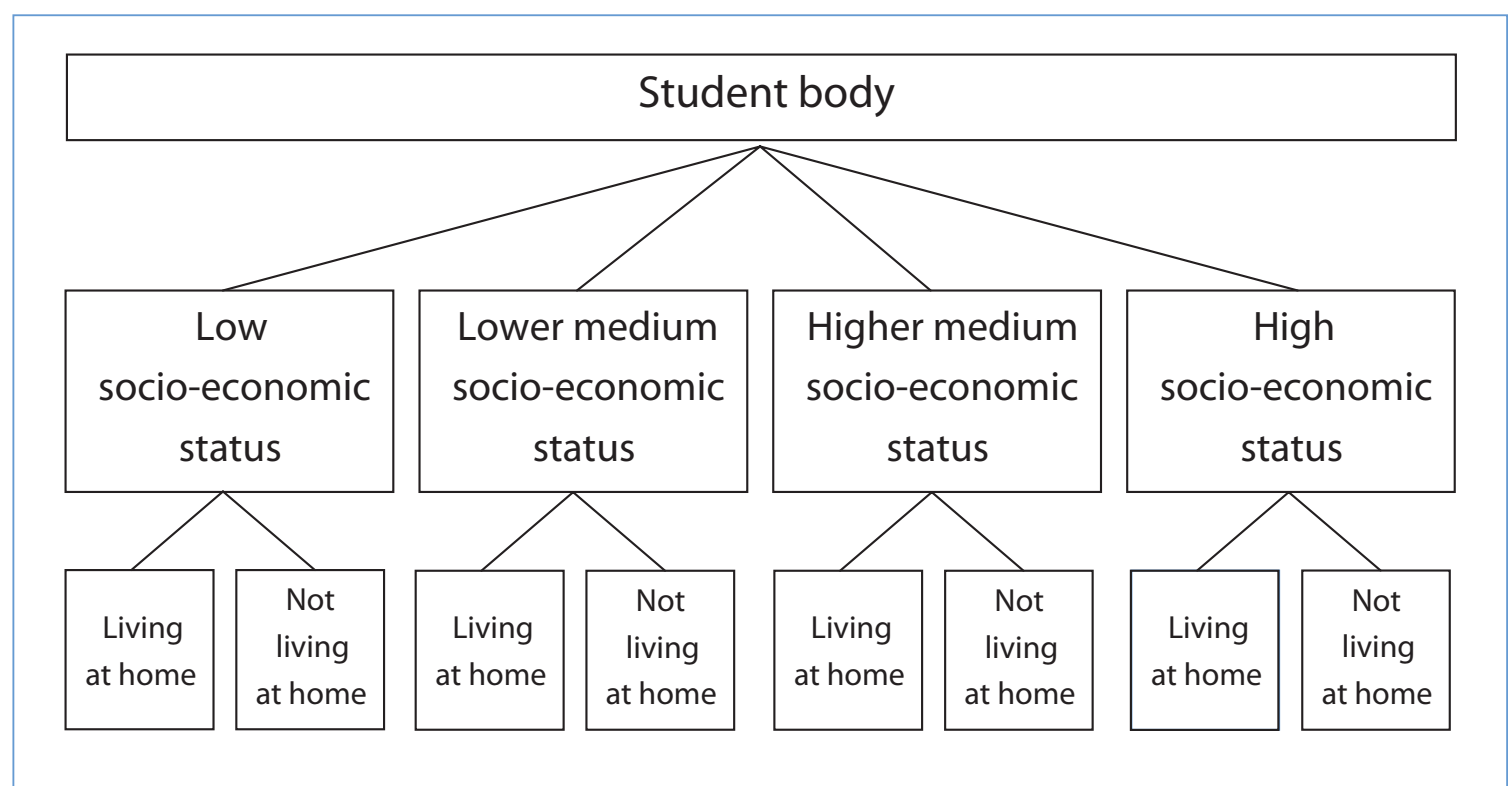 Student body
Low
socio-economic
status
Lower medium
socio-economic
status
Higher medium
socio-economic
status
High
socio-economic
status
Living
at home
Not
living
at home
Living
at home
Not
living
at home
Living
at home
Not
living
at home
Living
at home
Not
living
at home